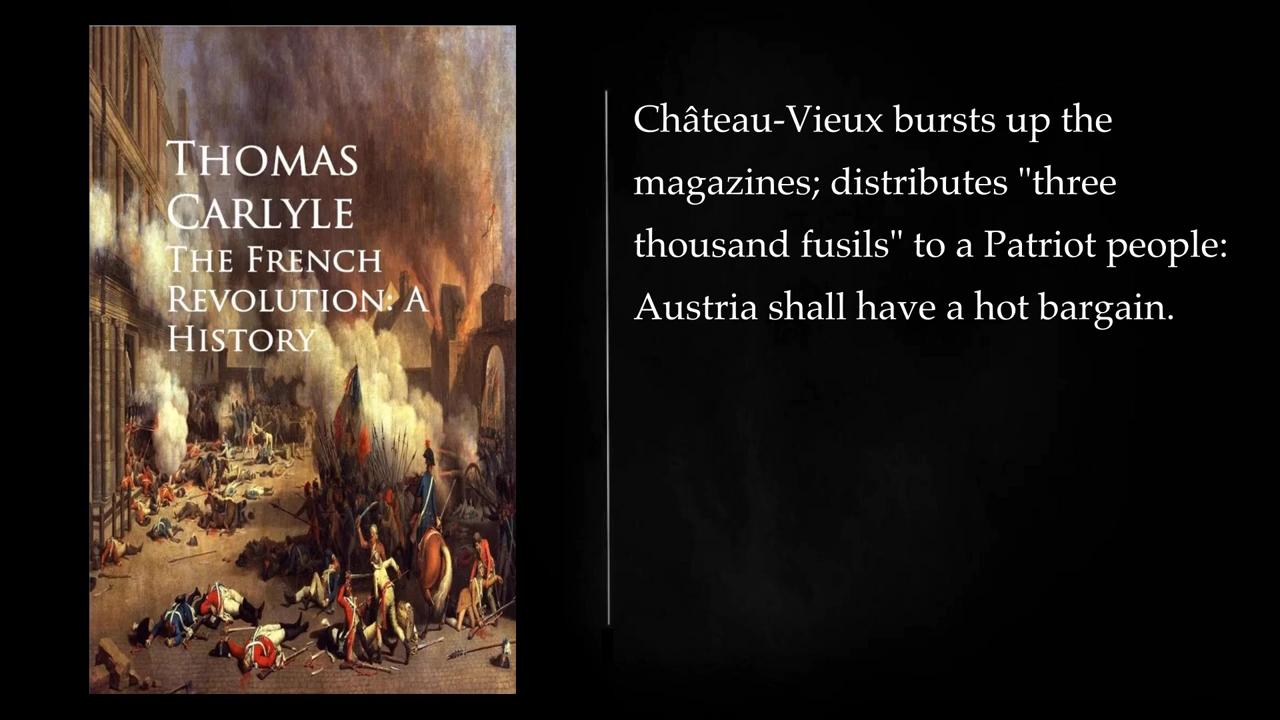 THOMAS
CARLYLE
THE FRENCH
REVOLUTION: A
HISTORY
Château-Vieux bursts up the
magazines; distributes "three
thousand fusils" to a Patriot people:
Austria shall have a hot bargain.